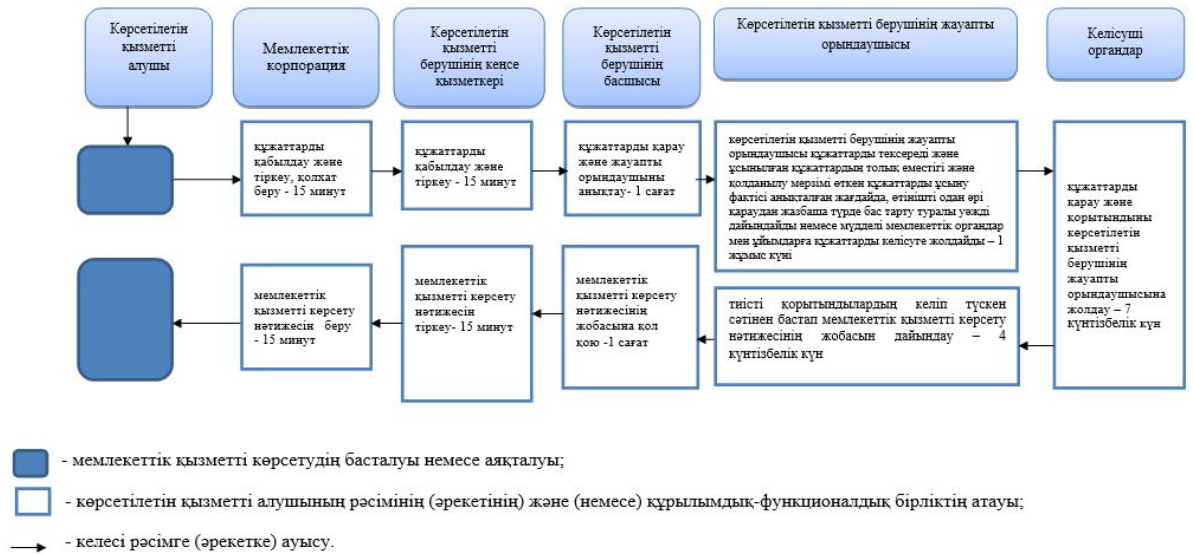 Көрсетілетін
қызметті
алушы
Мемлекеттік
корпорация
Көрсетілетін
қызметті
берушінің кеңсе
қызметкері
Көрсетілетін
қызметті
берушінің
басшысы
Көрсетілетін қызметті берушінің жауапты
орындаушысы
Келісуші
органдар
құжаттарды
қабылдау және
тіркеу, қолхат
беру - 15 минут
құжаттарды
қабылдау және
тіркеу - 15 минут
құжаттарды қарау
және жауапты
орындаушыны
анықтау- 1 сағат
көрсетілетін қызметті берушінің жауапты
орындаушысы құжаттарды тексереді және
ұсынылған құжаттардың толық еместігі және
қолданылу мерзімі өткен құжаттарды ұсыну
фактісі анықталған жағдайда, өтінішті одан әрі
қараудан жазбаша түрде бас тарту туралы уәжді
дайындайды немесе мүдделі мемлекеттік органдар
мен ұйымдарға құжаттарды келісуге жолдайды – 1
жұмыс күні
құжаттарды
қарау және
қорытындыны
көрсетілетін
қызметті
берушінің
жауапты
орындаушысына
жолдау – 7
күнтізбелік күн
мемлекеттік
қызметті көрсету
нәтижесін беру
- 15 минут
мемлекеттік
қызметті көрсету
нәтижесін
тіркеу- 15 минут
мемлекеттік
қызметті көрсету
нәтижесінің
жобасына қол
қою -1 сағат
тиісті қорытындылардың келіп түскен
сәтінен бастап мемлекеттік қызметті көрсету
нәтижесінің жобасын дайындау – 4
күнтізбелік күн
- мемлекеттік қызметті көрсетудің басталуы немесе аяқталуы;
- көрсетілетін қызметті алушының рәсімінің (әрекетінің) және (немесе) құрылымдық-функционалдық бірліктің атауы;
- келесі рәсімге (әрекетке) ауысу.